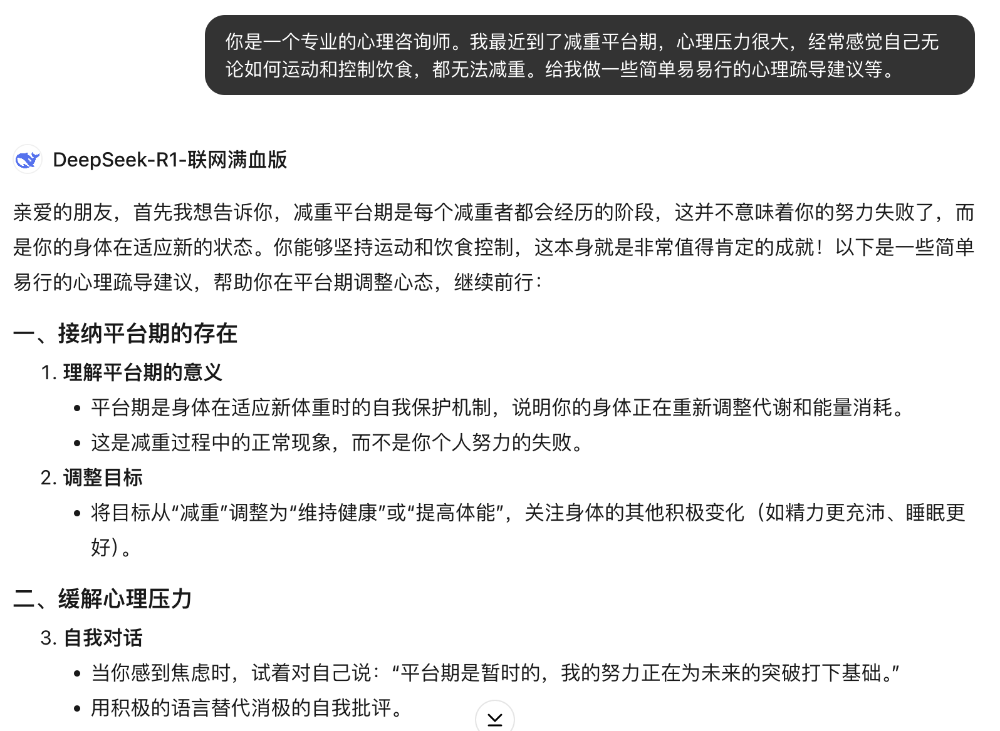 你是一个专业的心理咨询师。我最近到了减重平台期，心理压力很大，经常感觉自己无
论如何运动和控制饮食，都无法减重。给我做一些简单易易行的心理疏导建议等。
DeepSeek-R1-联网满血版
亲爱的朋友，首先我想告诉你，减重平台期是每个减重者都会经历的阶段，这并不意味着你的努力失败了，而
是你的身体在适应新的状态。你能够坚持运动和饮食控制，这本身就是非常值得肯定的成就！以下是一些简单
易行的心理疏导建议，帮助你在平台期调整心态，继续前行：
一、接纳平台期的存在
1. 理解平台期的意义
• 平台期是身体在适应新体重时的自我保护机制，说明你的身体正在重新调整代谢和能量消耗。
• 这是减重过程中的正常现象，而不是你个人努力的失败。
2. 调整目标
• 将目标从“减重”调整为“维持健康”或“提高体能”，关注身体的其他积极变化（如精力更充沛、睡眠更
好）。
二、缓解心理压力
3. 自我对话
• 当你感到焦虑时，试着对自己说：“平台期是暂时的，我的努力正在为未来的突破打下基础。”
• 用积极的语言替代消极的自我批评。